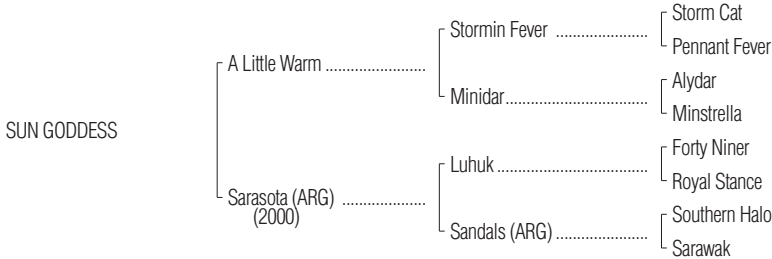 Storm Cat
Stormin Fever ....................
Pennant Fever
A Little Warm .....................
Alydar
Minidar...............................
Minstrella
SUN GODDESS
Forty Niner
Luhuk .................................
Royal Stance
Sarasota (ARG) ..................
(2000)
Southern Halo
Sandals (ARG) ....................
Sarawak